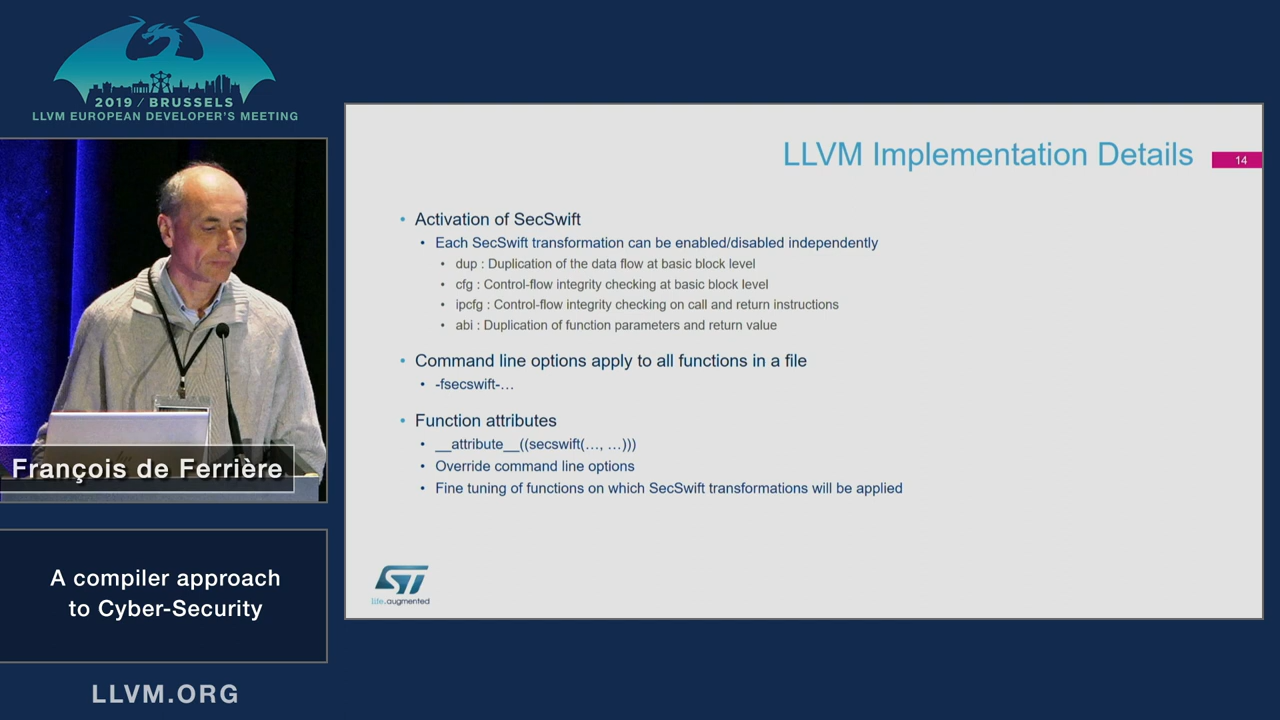 2019 / BRUSSELS
LLVM EUROPEAN DEVELOPER'S MEETING
François de Ferrière
A compiler approach
to Cyber-Security
LLVM.ORG
LLVM Implementation Details
14
• Activation of SecSwift
• Each SecSwift transformation can be enabled/disabled independently
• dup : Duplication of the data flow at basic block level
• cfg : Control-flow integrity checking at basic block level
• ipcfg : Control-flow integrity checking on call and return instructions
• abi : Duplication of function parameters and return value
• Command line options apply to all functions in a file
• -fsecswift-…
• Function attributes
• __attribute__((secswift(…, …)))
• Override command line options
• Fine tuning of functions on which SecSwift transformations will be applied
ST
life.augmented